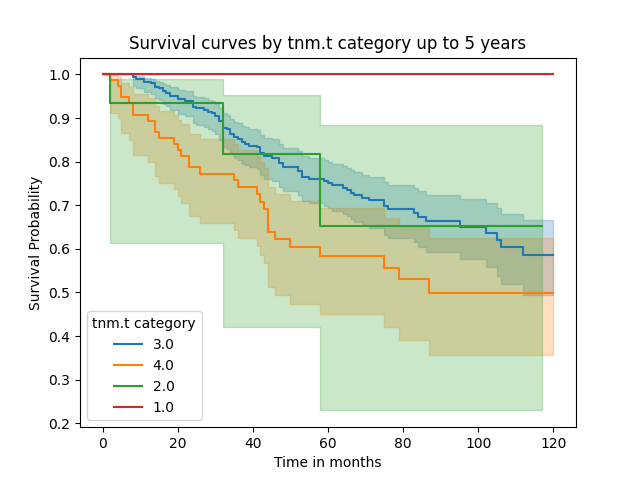 Survival curves by tnm.t category up to 5 years
1.0
0.9
0.8
0.7
0.6
0.5
0.4
0.3
0.2
Survival Probability
tnm.t category
3.0
4.0
2.0
1.0
0 20 40 60 80 100 120
Time in months